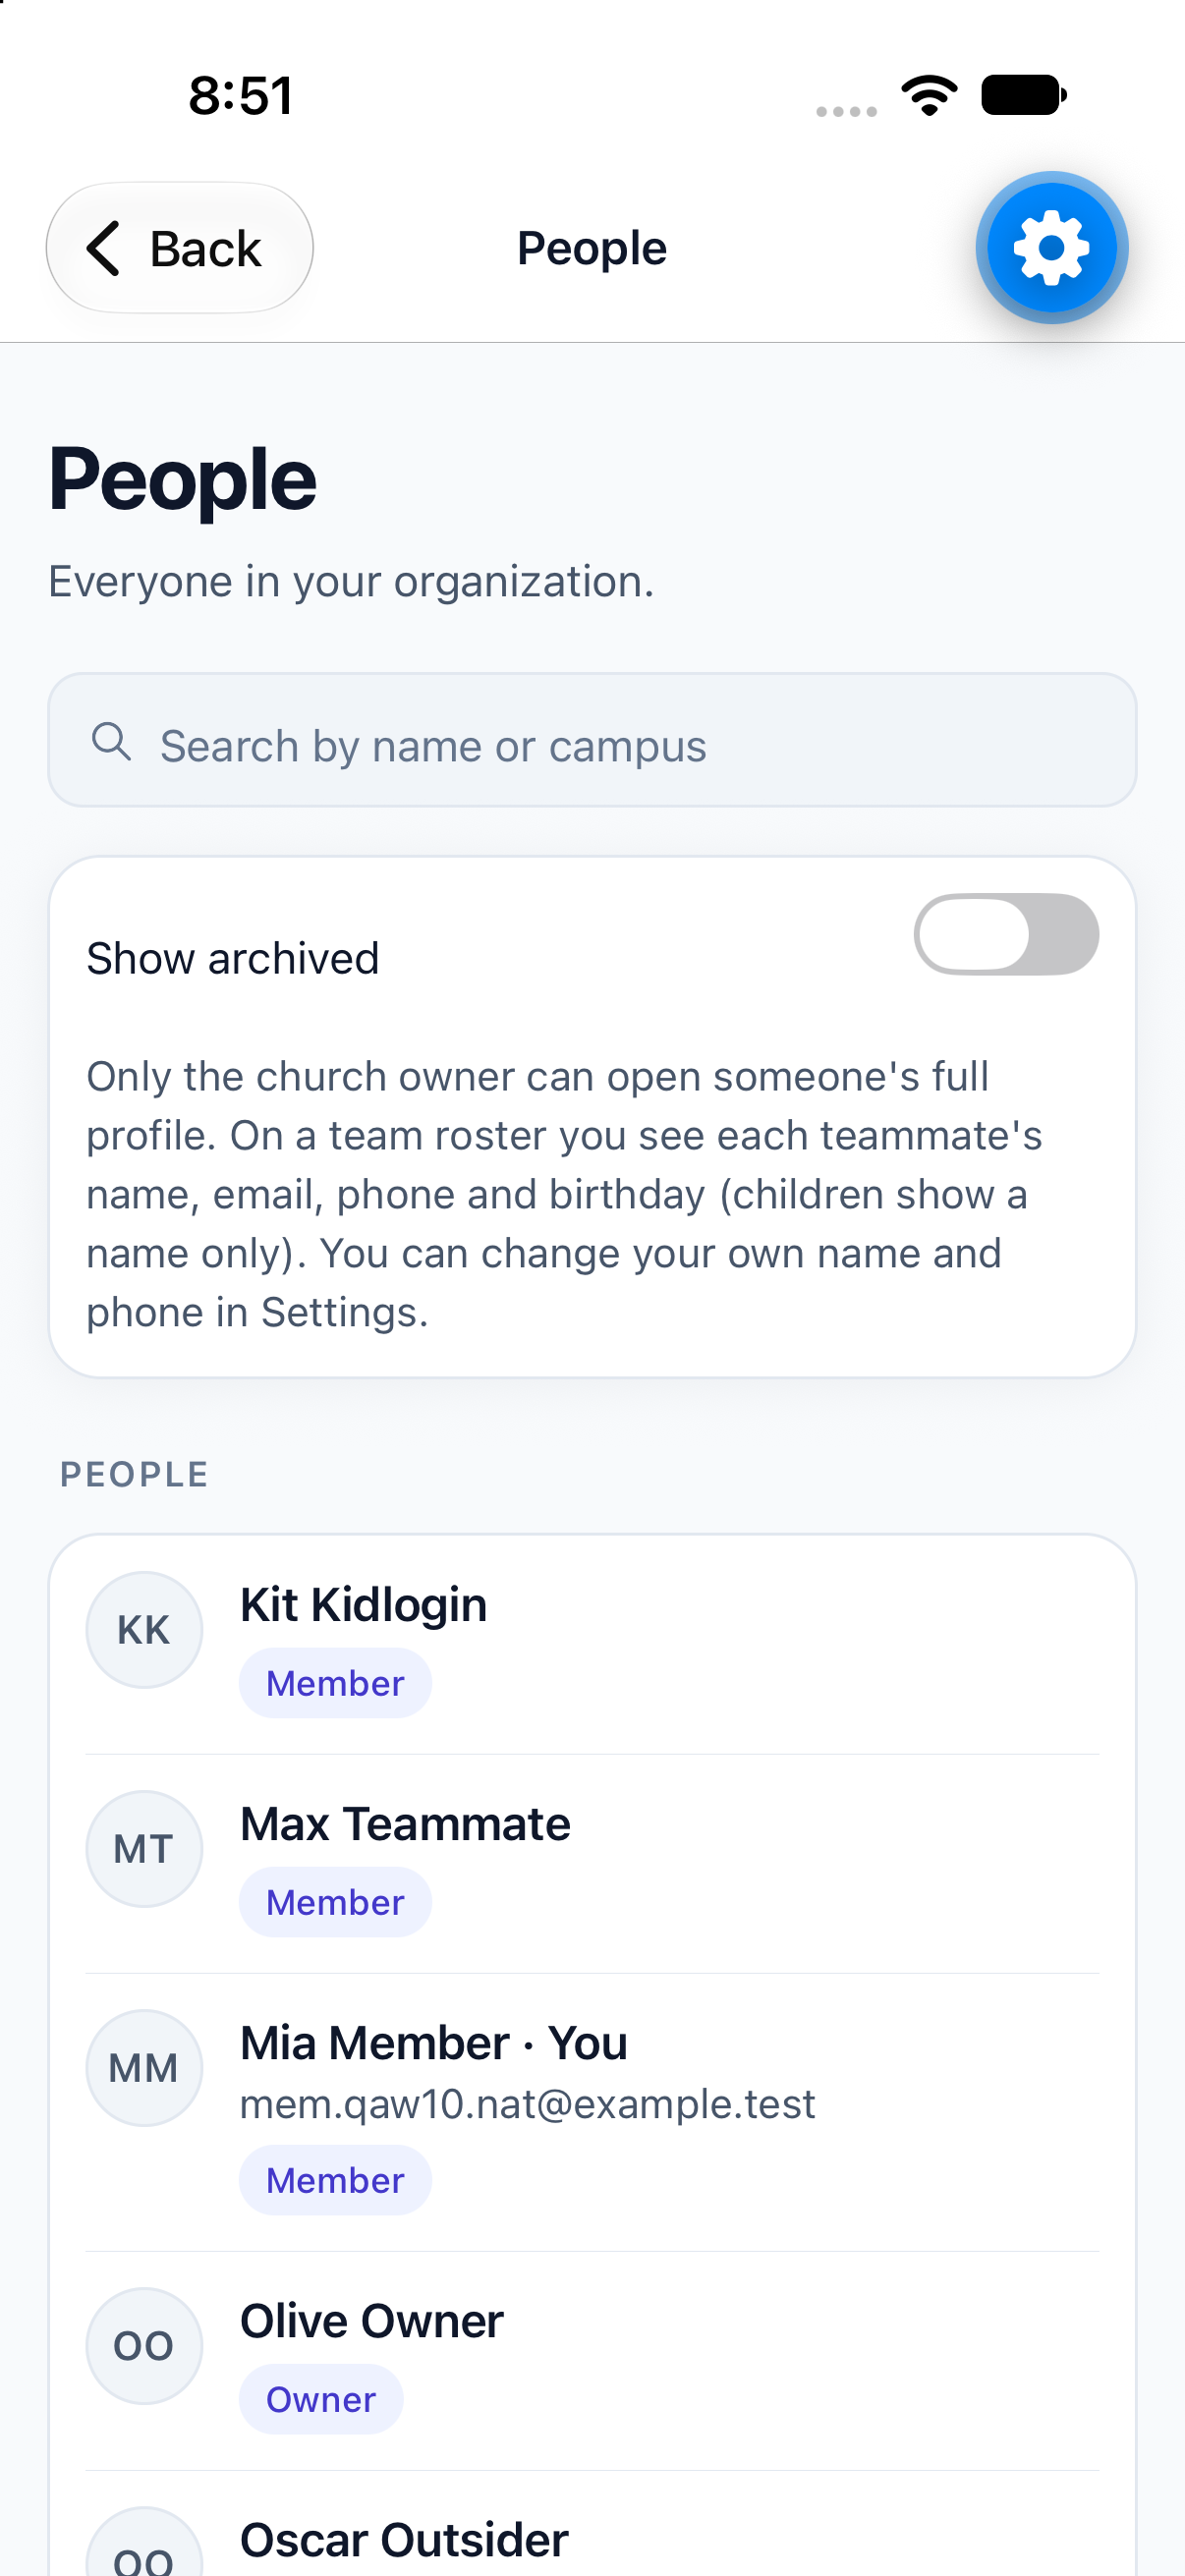 8:51
Back
People
People
Everyone in your organization.
Search by name or campus
Show archived
Only the church owner can open someone's full
profile. On a team roster you see each teammate's
name, email, phone and birthday (children show a
name only). You can change your own name and
phone in Settings.
PEOPLE
KK
Kit Kidlogin
Member
MT
Max Teammate
Member
MM
Mia Member · You
mem.qaw10.nat@example.test
Member
OO
Olive Owner
Owner
OO
Oscar Outsider